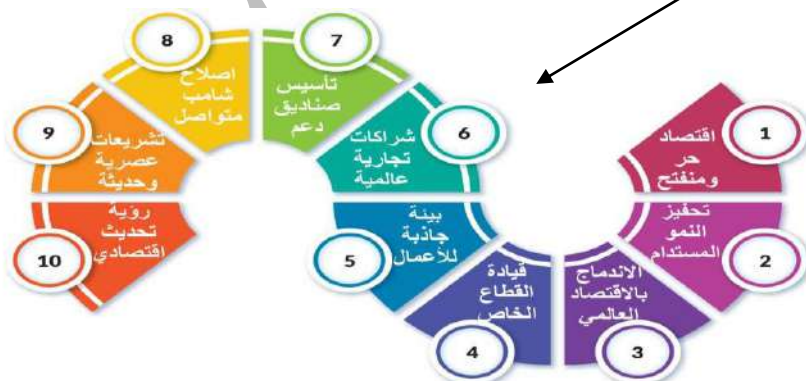 1
اقتصاد
حر
ومنفتح
2
تحفيز
النمو
المستدام
3
الاندماج
بالاقتصاد
العالمي
4
قيادة
القطاع
الخاص
5
بيئة
جاذبة
للأعمال
6
شراكات
تجارية
عالمية
7
تأسيس
صناديق
دعم
8
اصلاح
شامب
متواصل
9
تشريعات
عصرية
وحديثة
10
رؤية
تحديث
اقتصادي